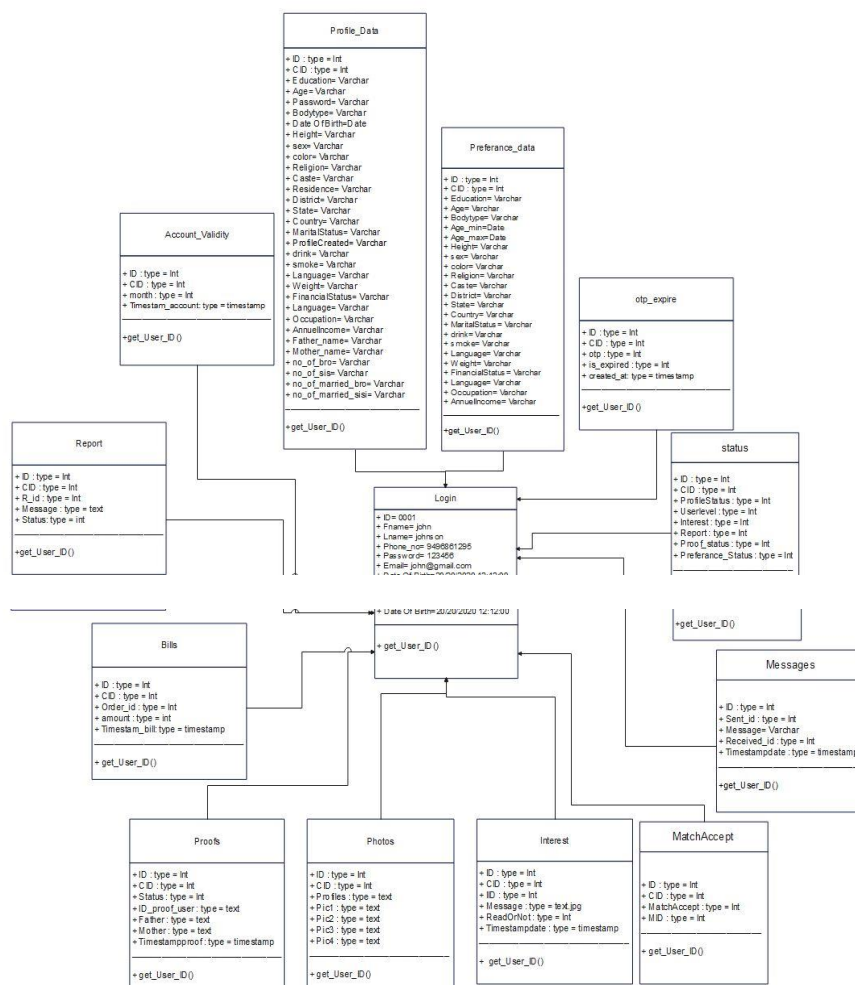 Profile_Data
+ ID : type = Int
+ CID : type = Int
+ Education= Varchar
+ Age= Varchar
+ Password= Varchar
+ Bodytype= Varchar
+ Date Of Birth=Date
+ Height= Varchar
+ sex= Varchar
+ color= Varchar
+ Religion= Varchar
+ Caste= Varchar
+ Residence= Varchar
+ District= Varchar
+ State= Varchar
+ Country= Varchar
+ MaritalStatus= Varchar
+ ProfileCreated= Varchar
+ drink= Varchar
+ smoke= Varchar
+ Language= Varchar
+ Weight= Varchar
+ FinancialStatus= Varchar
+ Language= Varchar
+ Occupation= Varchar
+ AnnuelIncome= Varchar
+ Father_name= Varchar
+ Mother_name= Varchar
+ no_of_bro= Varchar
+ no_of_sis= Varchar
+ no_of_married_bro= Varchar
+ no_of_married_sisi= Varchar
+get_User_ID()
Preferance_data
+ ID : type = Int
+ CID : type = Int
+ Education= Varchar
+ Age= Varchar
+ Bodytype= Varchar
+ Age_min=Date
+ Age_max=Date
+ Height= Varchar
+ sex= Varchar
+ color= Varchar
+ Religion= Varchar
+ Caste= Varchar
+ District= Varchar
+ State= Varchar
+ Country= Varchar
+ MaritalStatus= Varchar
+ drink= Varchar
+ smoke= Varchar
+ Language= Varchar
+ Weight= Varchar
+ FinancialStatus= Varchar
+ Language= Varchar
+ Occupation= Varchar
+ AnnuelIncome= Varchar
+get_User_ID()
Account_Validity
+ ID : type = Int
+ CID : type = Int
+ month : type = Int
+ Timestam_account: type = timestamp
+get_User_ID()
otp_expire
+ ID : type = Int
+ CID : type = Int
+ otp : type = Int
+ is_expired : type = Int
+ created_at: type = timestamp
+get_User_ID()
Report
+ ID : type = Int
+ CID : type = Int
+ R_id : type = Int
+ Message : type = text
+ Status: type = int
+get_User_ID()
status
+ ID : type = Int
+ CID : type = Int
+ ProfileStatus : type = Int
+ Userlevel : type = Int
+ Interest : type = Int
+ Report : type = Int
+ Proof_status : type = Int
+ Preferance_Status : type = Int
+get_User_ID()
Login
+ ID= 0001
+ Fname= john
+ Lname= johnson
+ Phone_no= 9496861295
+ Password= 123456
+ Email= john@gmail.com
+ Date Of Birth=20/20/2020 12:12:00
+ Date Of Birth=20/20/2020 12:12:00
+ get_User_ID()
Bills
+ ID : type = Int
+ CID : type = Int
+ Order_id : type = Int
+ amount : type = Int
+ Timestam_bill: type = timestamp
+ get_User_ID()
Messages
+ ID : type = Int
+ Sent_id : type = Int
+ Message= Varchar
+ Received_id : type = Int
+ Timestampdate : type = timestamp
+get_User_ID()
Proofs
+ ID : type = Int
+ CID : type = Int
+ Status : type = Int
+ ID_proof_user : type = text
+ Father : type = text
+ Mother : type = text
+ Timestampproof : type = timestamp
+ get_User_ID()
Photos
+ ID : type = Int
+ CID : type = Int
+ Profiles : type = text
+ Pic1 : type = text
+ Pic2 : type = text
+ Pic3 : type = text
+ Pic4 : type = text
+ get_User_ID()
Interest
+ ID : type = Int
+ CID : type = Int
+ IID : type = Int
+ Message : type = text.jpg
+ ReadOrNot : type = Int
+ Timestampdate : type = timestamp
+ get_User_ID()
MatchAccept
+ ID : type = Int
+ CID : type = Int
+ MatchAccept : type = Int
+ MID : type = Int
+ get_User_ID()